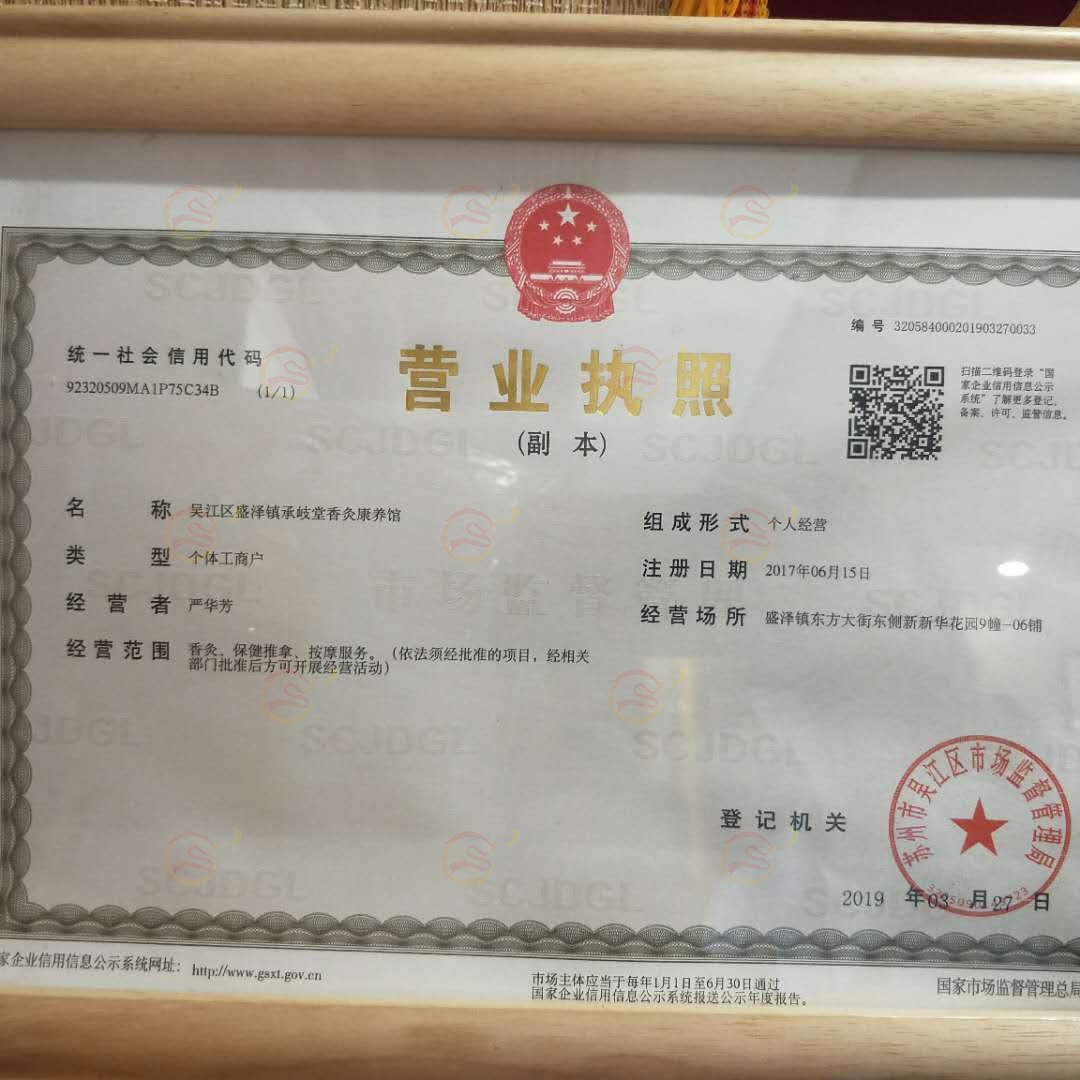 编号 320584000201903270033
统一社会信用代码
92320509MA1P75C34B (1/1)
营业执照
(副 本)
扫描二维码登录“国
家企业信用信息公示
系统”了解更多登记、
备案、许可、监管信息。
名称 吴江区盛泽镇承岐堂香灸康养馆
类型 个体工商户
经营者 严华芳
经营范围 香灸、保健推拿、按摩服务。(依法须经批准的项目，经相关
部门批准后方可开展经营活动)
组成形式 个人经营
注册日期 2017年06月15日
经营场所 盛泽镇东方大街东侧新新华花园9幢-06铺
SCJDGL
市场监督管理
登记机关
苏州市吴江区市场监督管理局
2019 年03 月27 日
家企业信用信息公示系统网址: http://www.gsxt.gov.cn
市场主体应当于每年1月1日至6月30日通过
国家企业信用信息公示系统报送公示年度报告。
国家市场监督管理总局